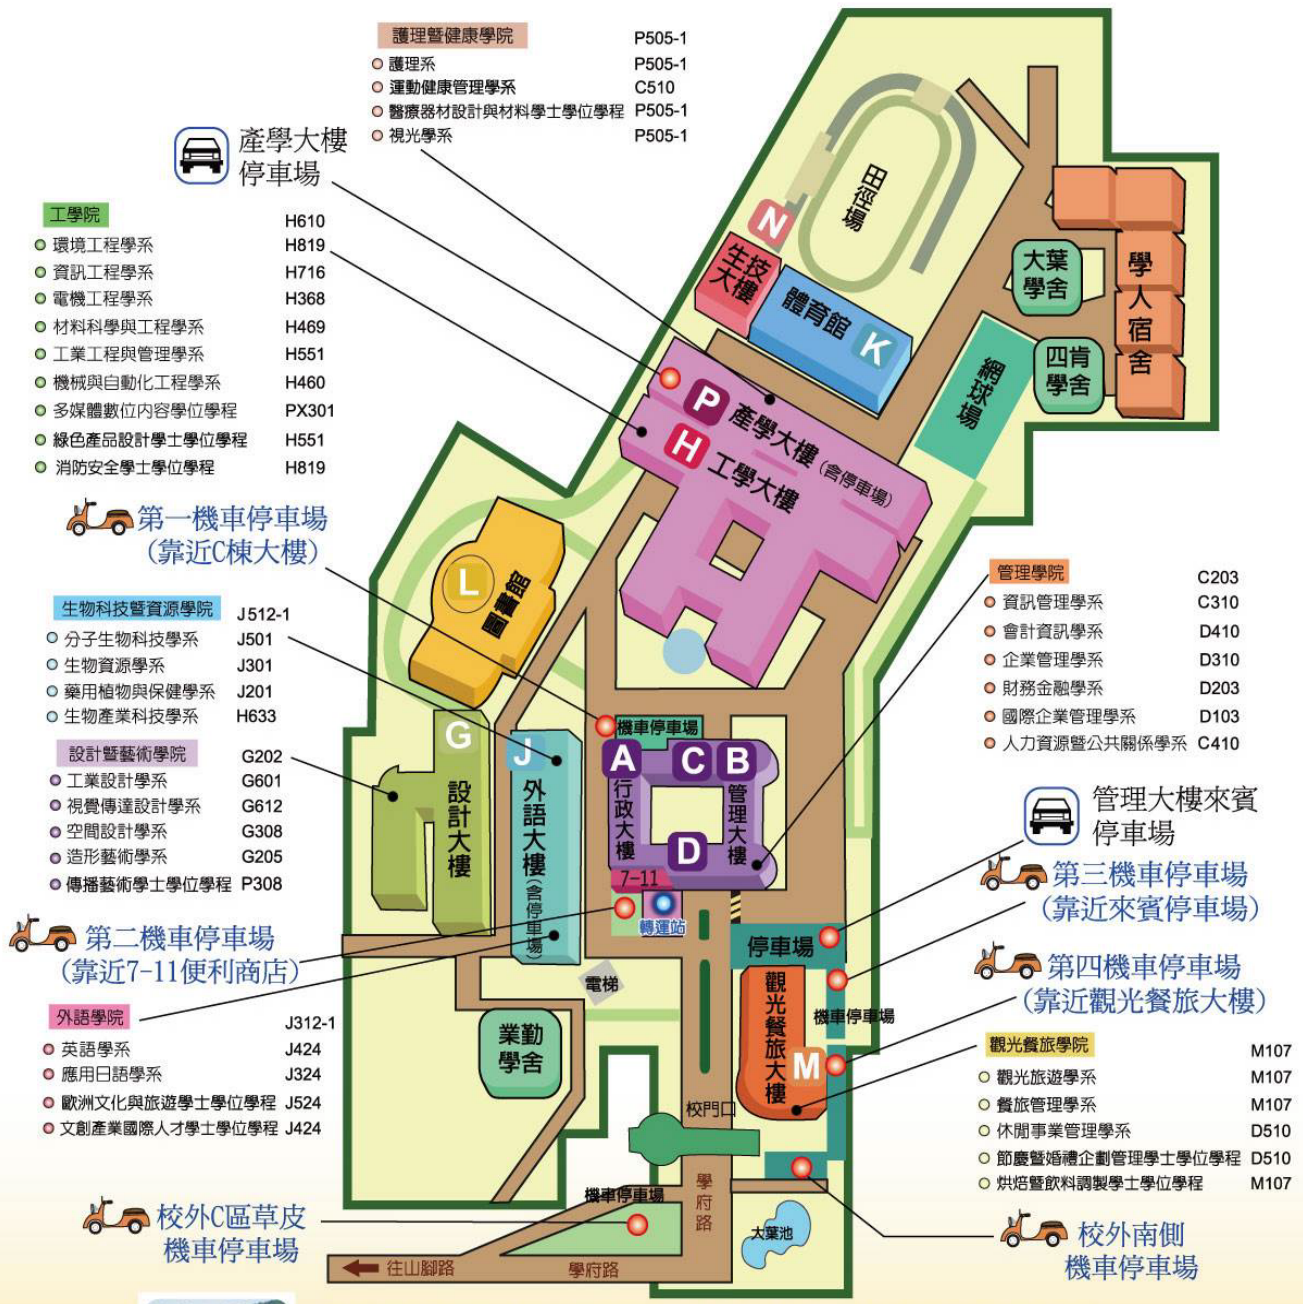 護理暨健康學院 P505-1
護理系 P505-1
運動健康管理學系 C510
醫療器材設計與材料學士學位學程 P505-1
視光學系 P505-1
產學大樓
停車場
工學院 H610
環境工程學系 H819
資訊工程學系 H716
電機工程學系 H368
材料科學與工程學系 H469
工業工程與管理學系 H551
機械與自動化工程學系 H460
多媒體數位內容學位學程 PX301
綠色產品設計學士學位學程 H551
消防安全學士學位學程 H819
第一機車停車場
(靠近C棟大樓)
生物科技暨資源學院 J512-1
分子生物科技學系 J501
生物資源學系 J301
藥用植物與保健學系 J201
生物產業科技學系 H633
設計暨藝術學院 G202
工業設計學系 G601
視覺傳達設計學系 G612
空間設計學系 G308
造形藝術學系 G205
傳播藝術學士學位學程 P308
第二機車停車場
(靠近7-11便利商店)
外語學院 J312-1
英語學系 J424
應用日語學系 J324
歐洲文化與旅遊學士學位學程 J524
文創產業國際人才學士學位學程 J424
校外C區草皮
機車停車場
田徑場
N
生技大樓
體育館
K
大葉學舍
學人宿舍
四肯學舍
網球場
P
產學大樓(含停車場)
H
工學大樓
L
圖書館
G
設計大樓
J
外語大樓(含停車場)
機車停車場
A
行政大樓
C
B
管理大樓
D
7-11
轉運站
電梯
業勤學舍
停車場
觀光餐旅大樓
M
機車停車場
校門口
學府路
機車停車場
大葉池
往山腳路
學府路
管理學院 C203
資訊管理學系 C310
會計資訊學系 D410
企業管理學系 D310
財務金融學系 D203
國際企業管理學系 D103
人力資源暨公共關係學系 C410
管理大樓來賓
停車場
第三機車停車場
(靠近來賓停車場)
第四機車停車場
(靠近觀光餐旅大樓)
觀光餐旅學院 M107
觀光旅遊學系 M107
餐旅管理學系 M107
休閒事業管理學系 D510
節慶暨婚禮企劃管理學士學位學程 D510
烘焙暨飲料調製學士學位學程 M107
校外南側
機車停車場